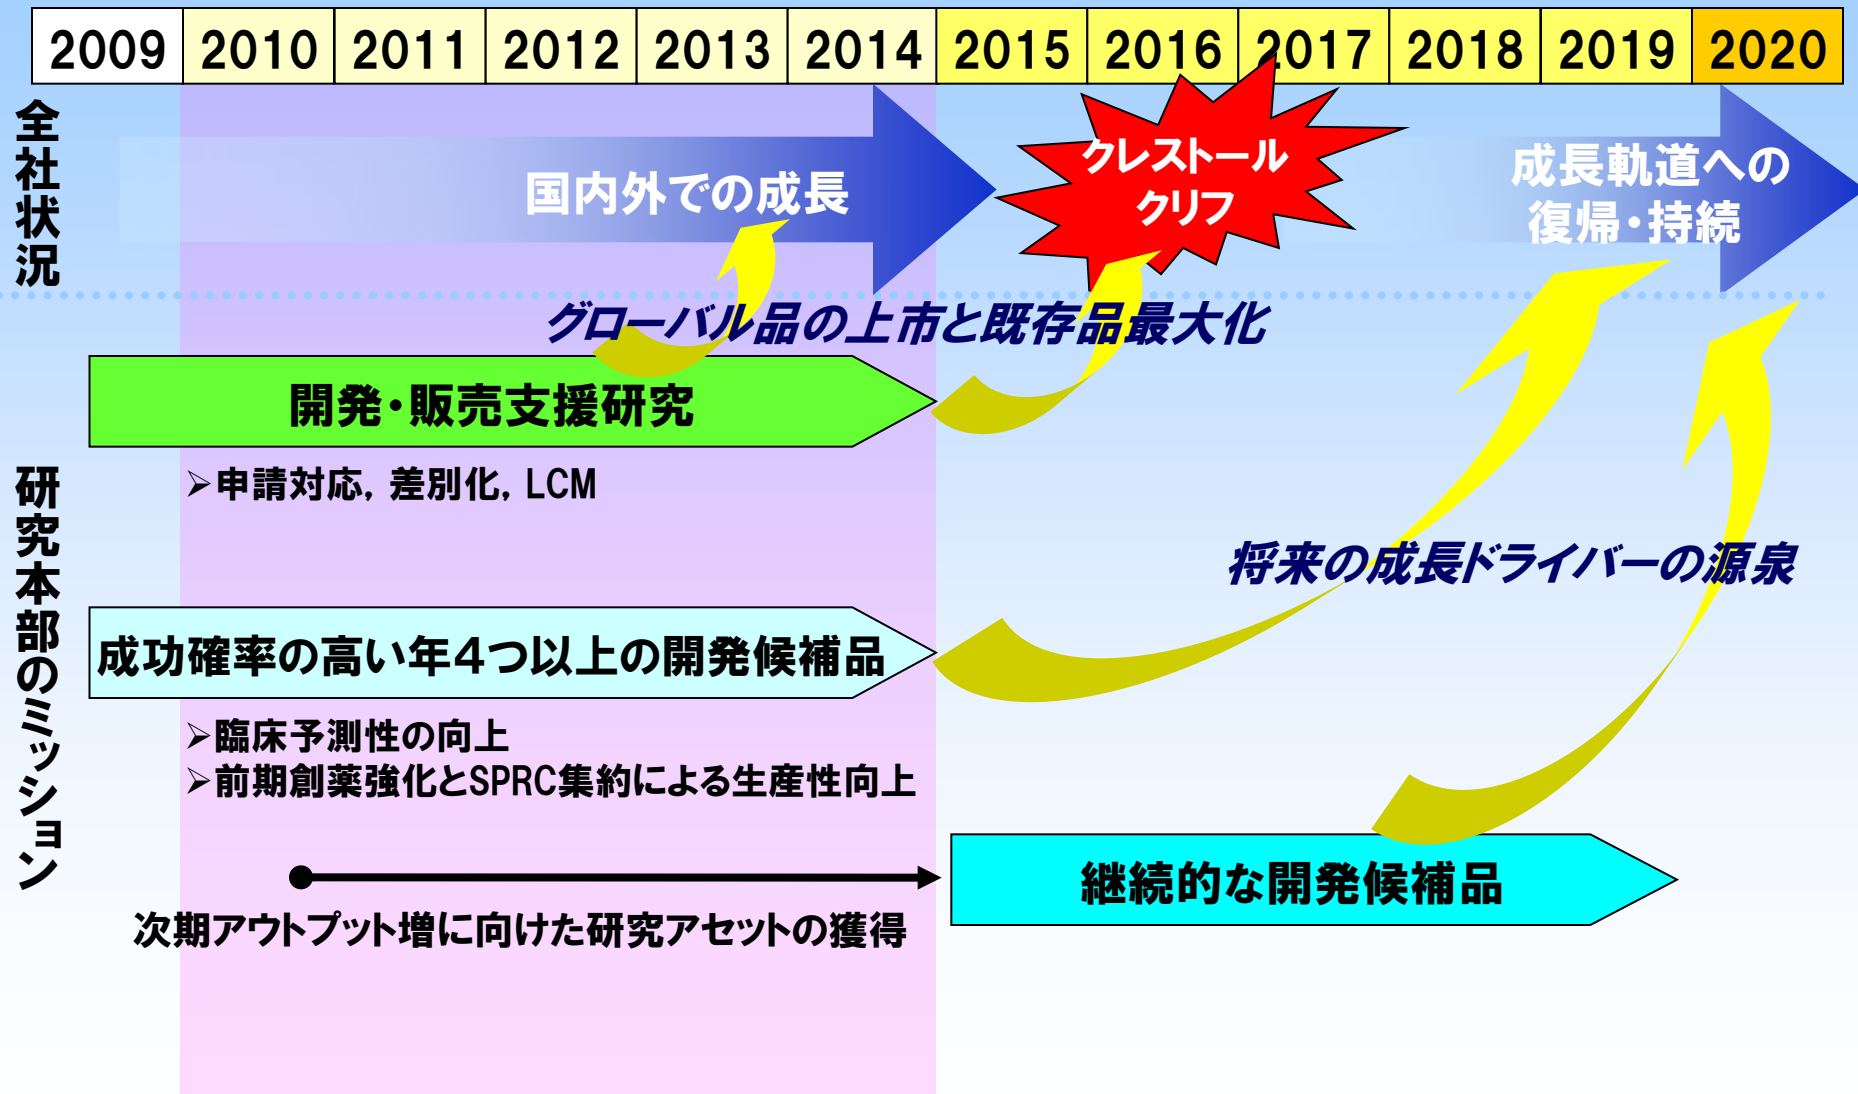 2009 2010 2011 2012 2013 2014 2015 2016 2017 2018 2019 2020
全社状況
国内外での成長
クレストール
クリフ
成長軌道への
復帰・持続
グローバル品の上市と既存品最大化
研究本部のミッション
開発・販売支援研究
➢申請対応, 差別化, LCM
将来の成長ドライバーの源泉
成功確率の高い年４つ以上の開発候補品
➢臨床予測性の向上
➢前期創薬強化とSPRC集約による生産性向上
継続的な開発候補品
次期アウトプット増に向けた研究アセットの獲得